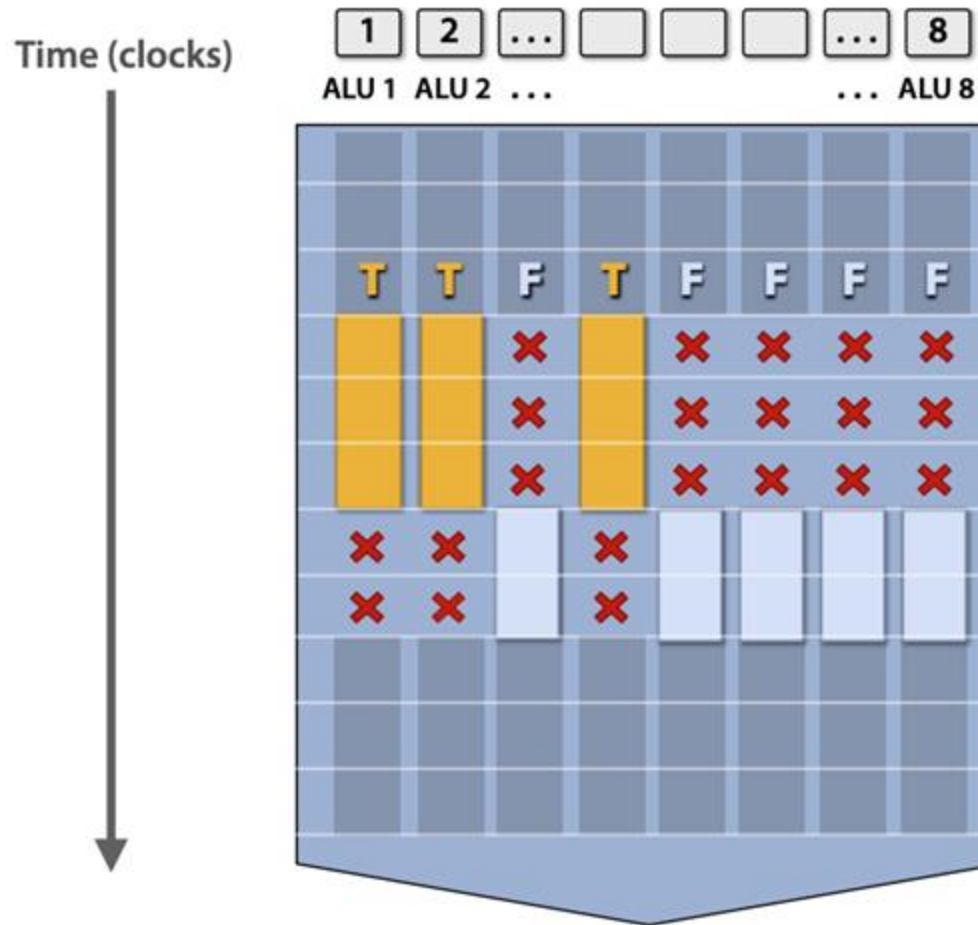 1 2 ... ... 8
Time (clocks)
ALU 1 ALU 2 ... ... ALU 8
T T F T F F F F